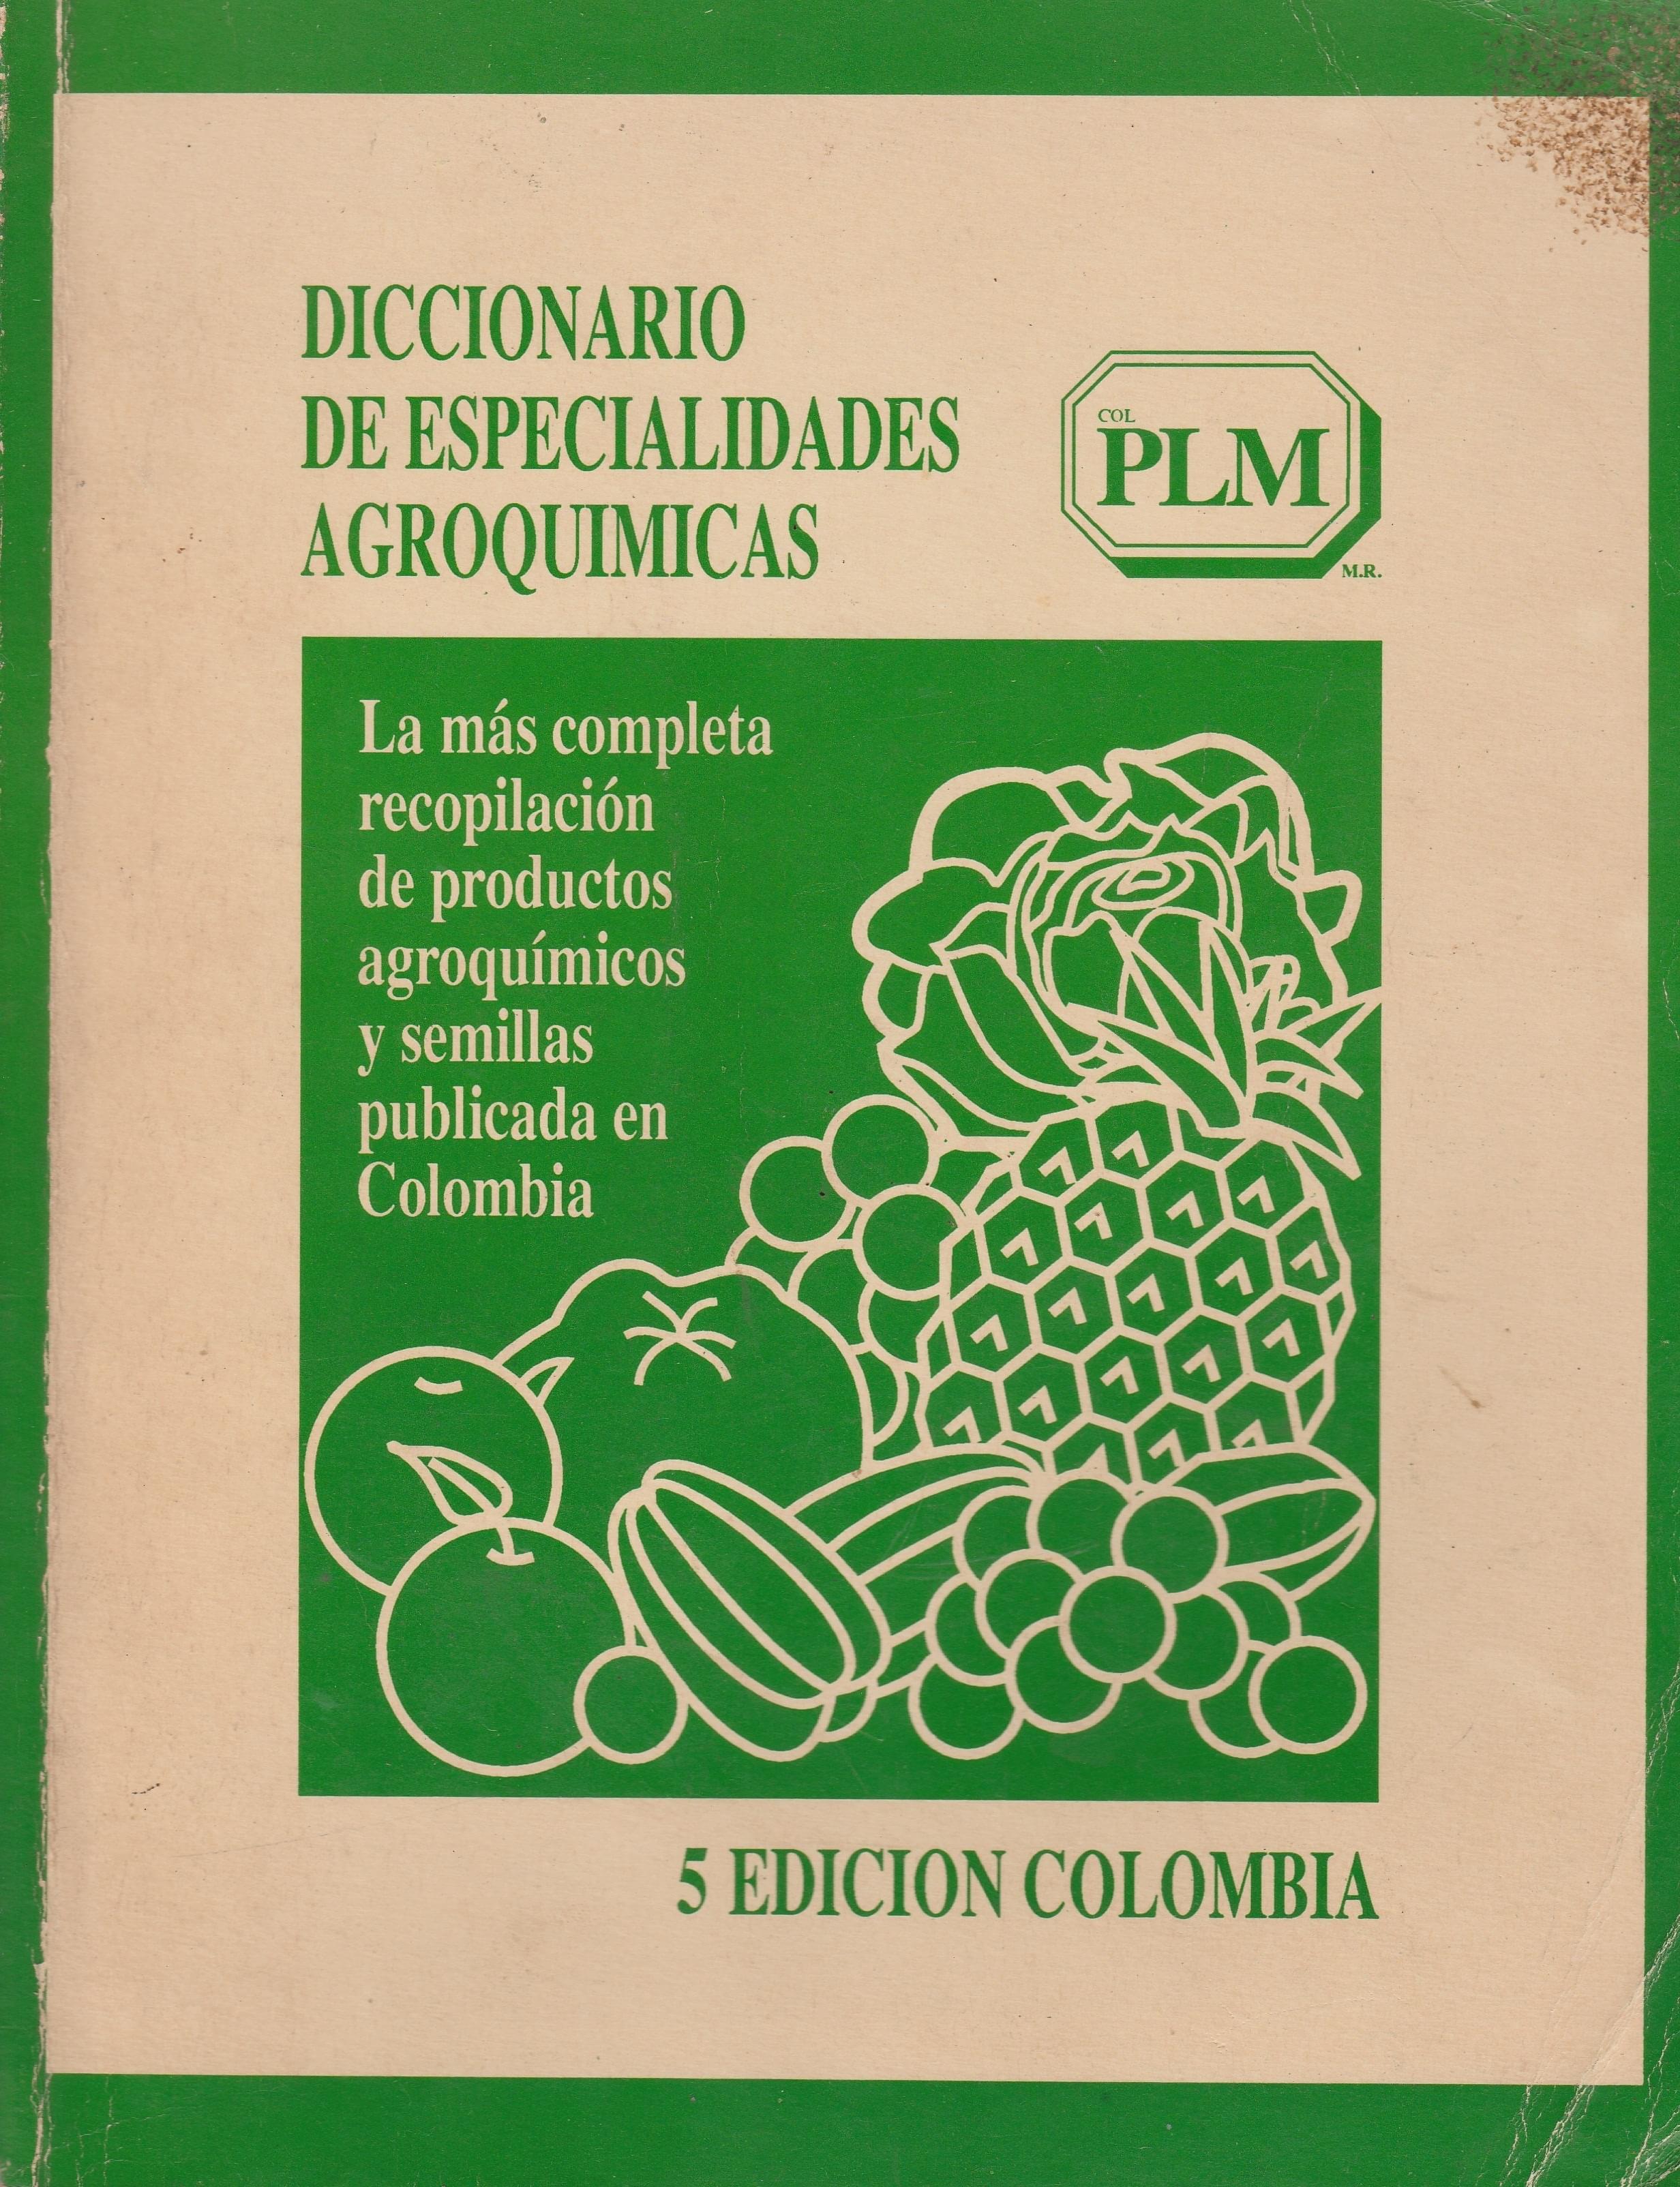 DICCIONARIO
DE ESPECIALIDADES
AGROQUIMICAS
COL
PLM
M.R.
La más completa
recopilación
de productos
agroquímicos
y semillas
publicada en
Colombia
5 EDICION COLOMBIA